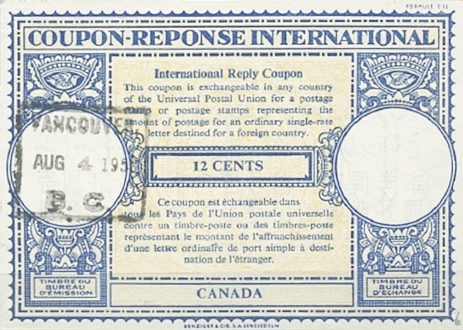 FORMULE C 22
COUPON-REPONSE INTERNATIONAL
International Reply Coupon
This coupon is exchangeable in any country
of the Universal Postal Union for a postage
stamp or postage stamps representing the
amount of postage for an ordinary single-rate
letter destined for a foreign country.
VANCOUVER
AUG 4 195
B.C.
12 CENTS
Ce coupon est échangeable dans
tous les Pays de l'Union postale universelle
contre un timbre-poste ou des timbres-poste
représentant le montant de l'affranchissement
d'une lettre ordinaire de port simple à desti-
nation de l'étranger.
TIMBRE DU
BUREAU
D'ÉMISSION
CANADA
TIMBRE DU
BUREAU
D'ÉCHANGE
BENZIGER & CIE. S.A. EINSIEDELN